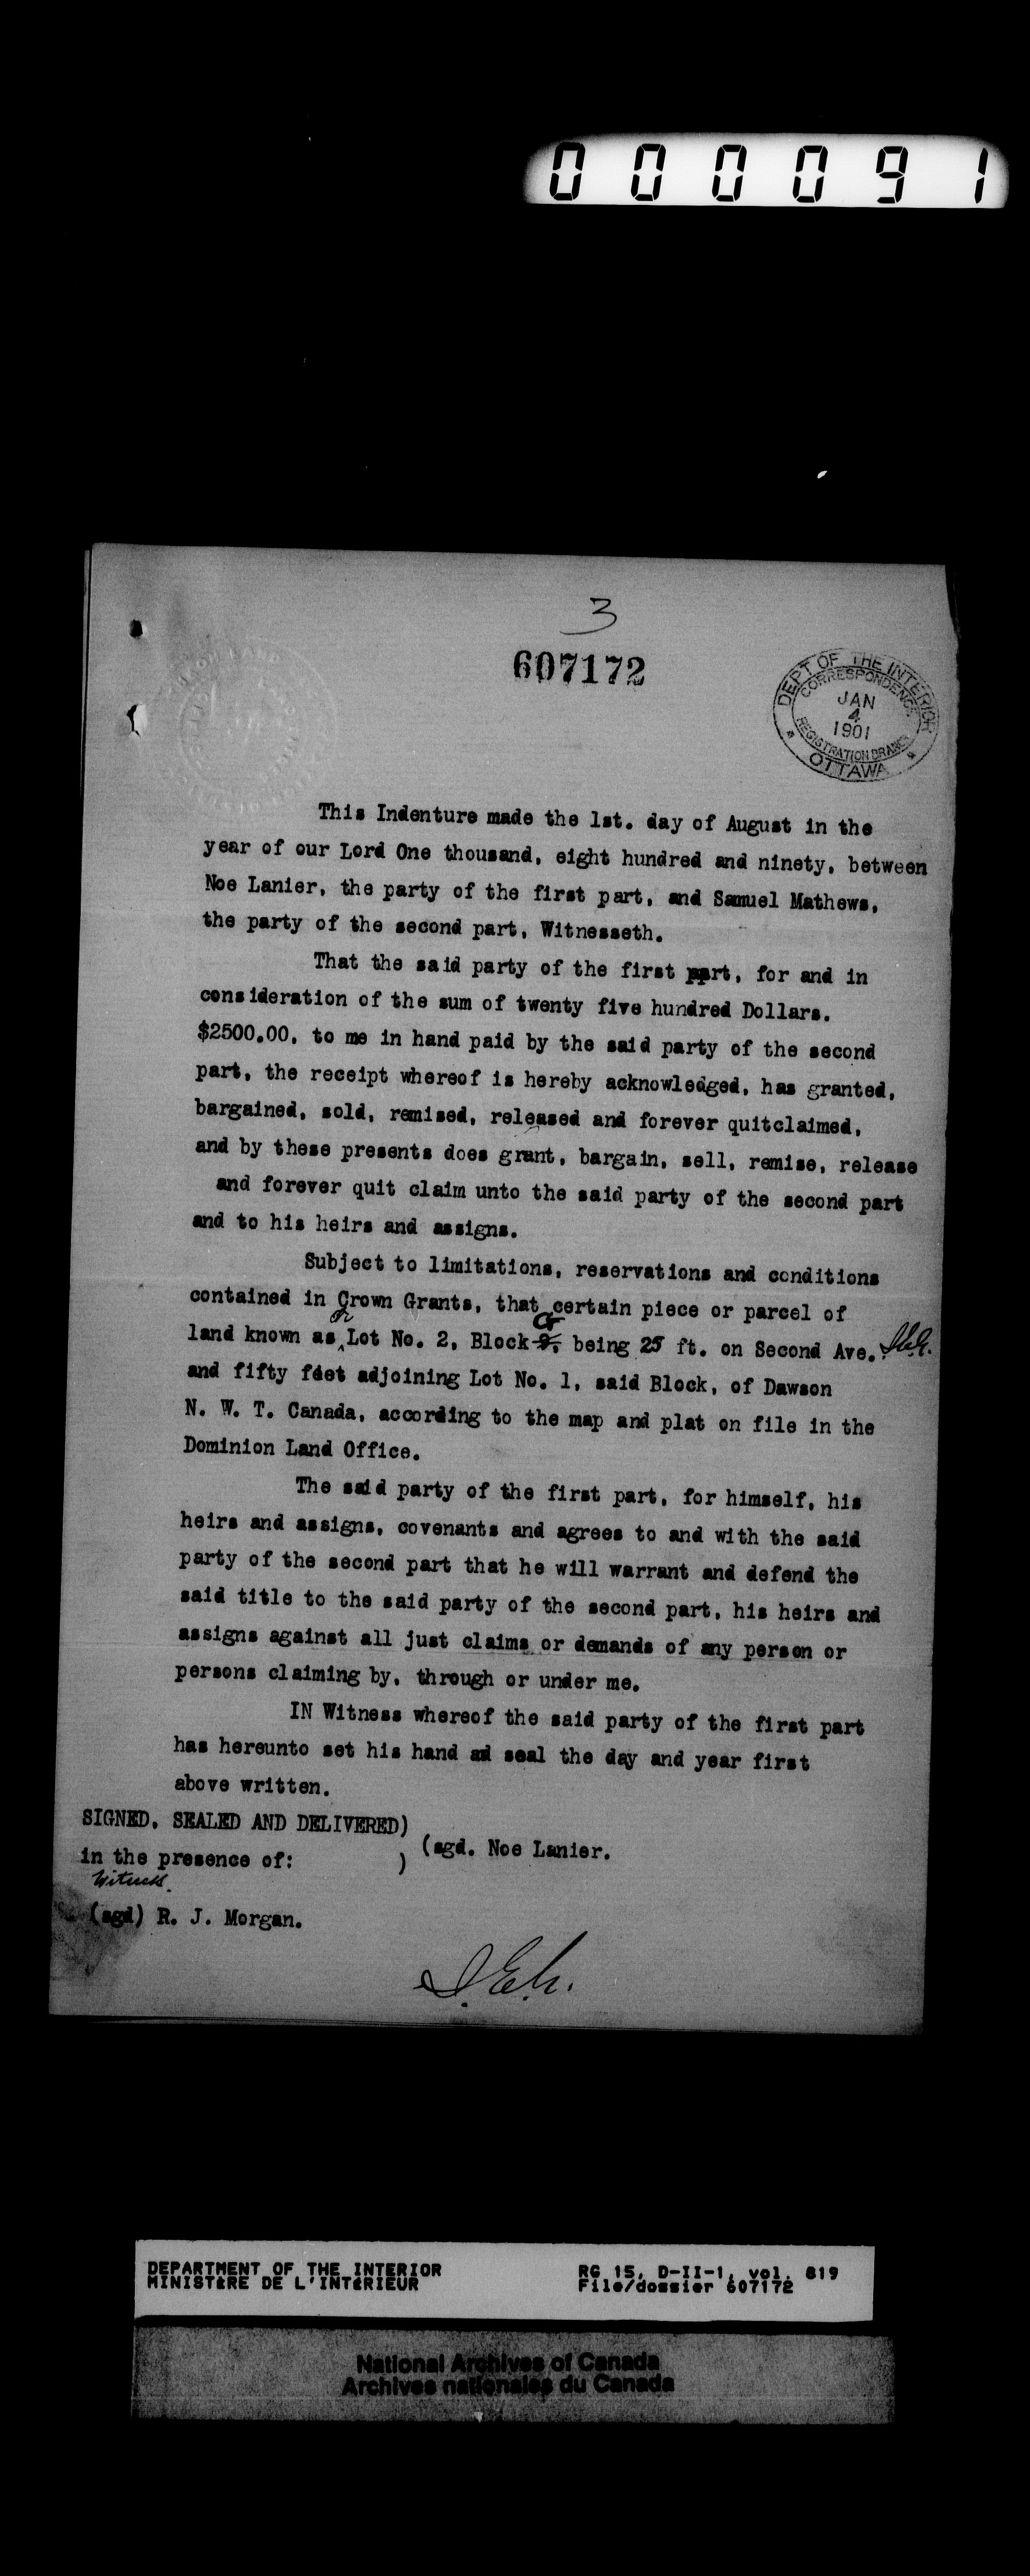 000091
3
607172
DEPT OF THE INTERIOR
CORRESPONDENCE
JAN
4
1901
REGISTRATION BRANCH
OTTAWA
This Indenture made the 1st. day of August in the
year of our Lord One thousand, eight hundred and ninety, between
Noe Lanier, the party of the first part, and Samuel Mathews,
the party of the second part, Witnesseth.
That the said party of the first part, for and in
consideration of the sum of twenty five hundred Dollars.
$2500.00, to me in hand paid by the said party of the second
part, the receipt whereof is hereby acknowledged, has granted,
bargained, sold, remised, released and forever quitclaimed,
and by these presents does grant, bargain, sell, remise, release
and forever quit claim unto the said party of the second part
and to his heirs and assigns.
Subject to limitations, reservations and conditions
contained in Crown Grants, that certain piece or parcel of
land known as Lot No. 2, Block G being 25 ft. on Second Ave.
and fifty feet adjoining Lot No. 1, said Block, of Dawson
N. W. T. Canada, according to the map and plat on file in the
Dominion Land Office.
The said party of the first part, for himself, his
heirs and assigns, covenants and agrees to and with the said
party of the second part that he will warrant and defend the
said title to the said party of the second part, his heirs and
assigns against all just claims or demands of any person or
persons claiming by, through or under me.
IN Witness whereof the said party of the first part
has hereunto set his hand ad seal the day and year first
above written.
SIGNED, SEALED AND DELIVERED)
(sgd. Noe Lanier.
in the presence of: )
Witness.
(sgd) R. J. Morgan.
DEPARTMENT OF THE INTERIOR
MINISTÈRE DE L'INTÉRIEUR
RG 15, D-II-1, vol. 819
File/dossier 607172
National Archives of Canada
Archives nationales du Canada